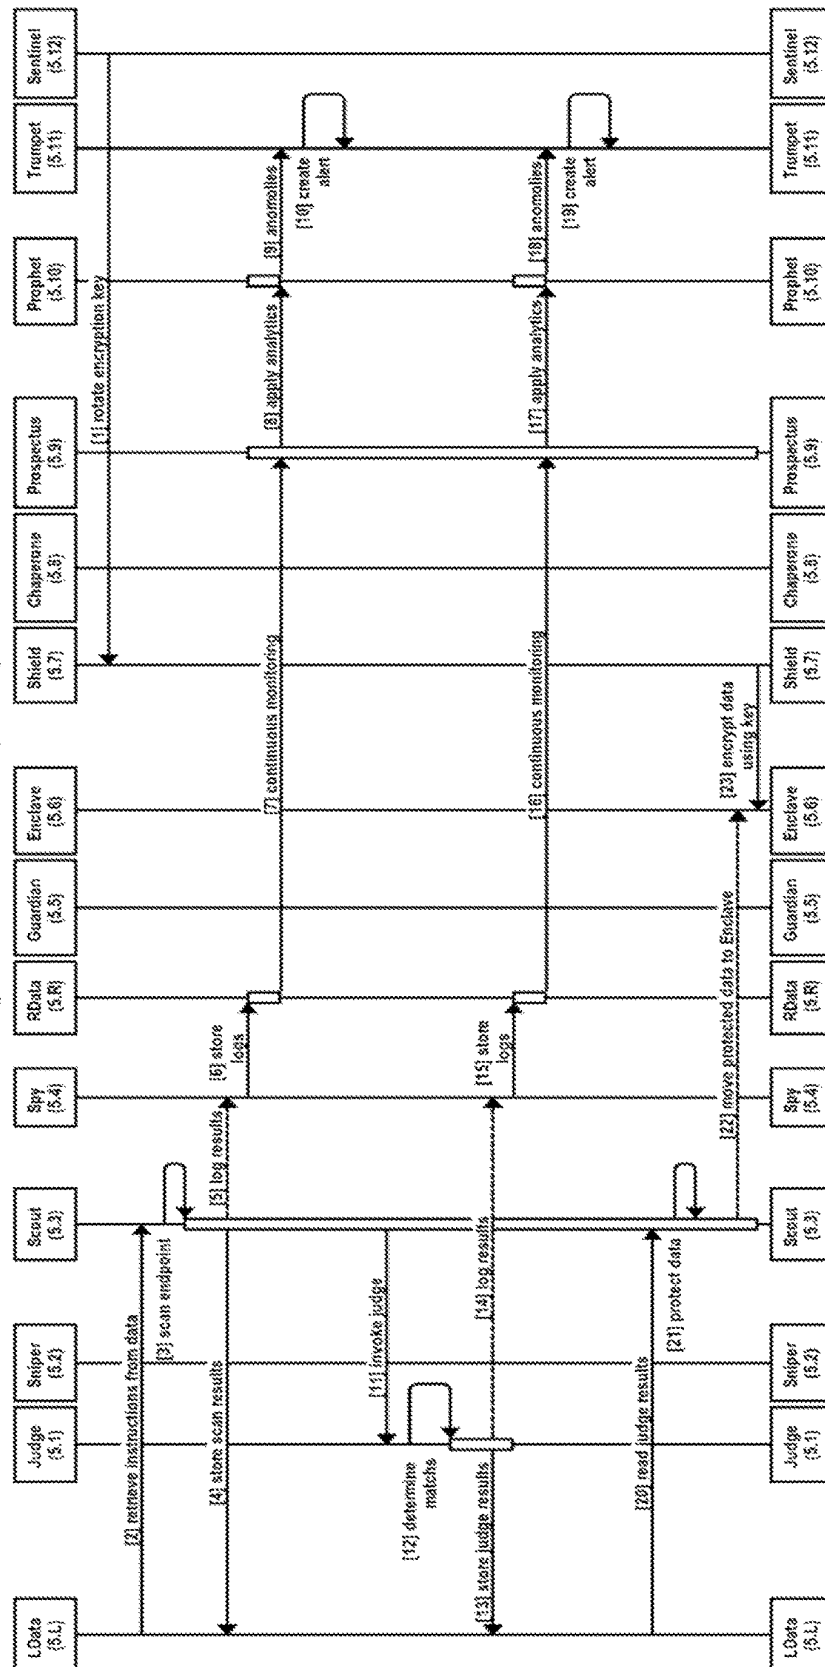 LData
(5.L)
Judge
(5.1)
Sniper
(5.2)
Scout
(5.3)
Spy
(5.4)
RData
(5.R)
Guardian
(5.5)
Enclave
(5.6)
Shield
(5.7)
Chaperone
(5.8)
Prospectus
(5.9)
Prophet
(5.10)
Trumpet
(5.11)
Sentinel
(5.12)
[1] rotate encryption key
[2] retrieve instructions from data
[3] scan endpoint
[4] store scan results
[5] log results
[6] store
logs
[7] continuous monitoring
[8] apply analytics
[9] anomolies
[10] create
alert
[11] invoke judge
[12] determine
matchs
[13] store judge results
[14] log results
[15] store
logs
[16] continuous monitoring
[17] apply analytics
[18] anomolies
[19] create
alert
[20] read judge results
[21] protect data
[22] move protected data to Enclave
[23] encrypt data
using key
LData
(5.L)
Judge
(5.1)
Sniper
(5.2)
Scout
(5.3)
Spy
(5.4)
RData
(5.R)
Guardian
(5.5)
Enclave
(5.6)
Shield
(5.7)
Chaperone
(5.8)
Prospectus
(5.9)
Prophet
(5.10)
Trumpet
(5.11)
Sentinel
(5.12)